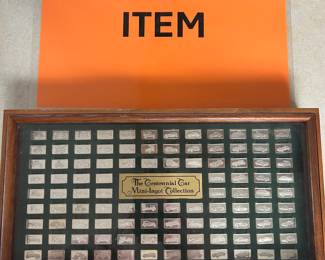 ITEM
The Centennial Car
Mini-Ingot Collection